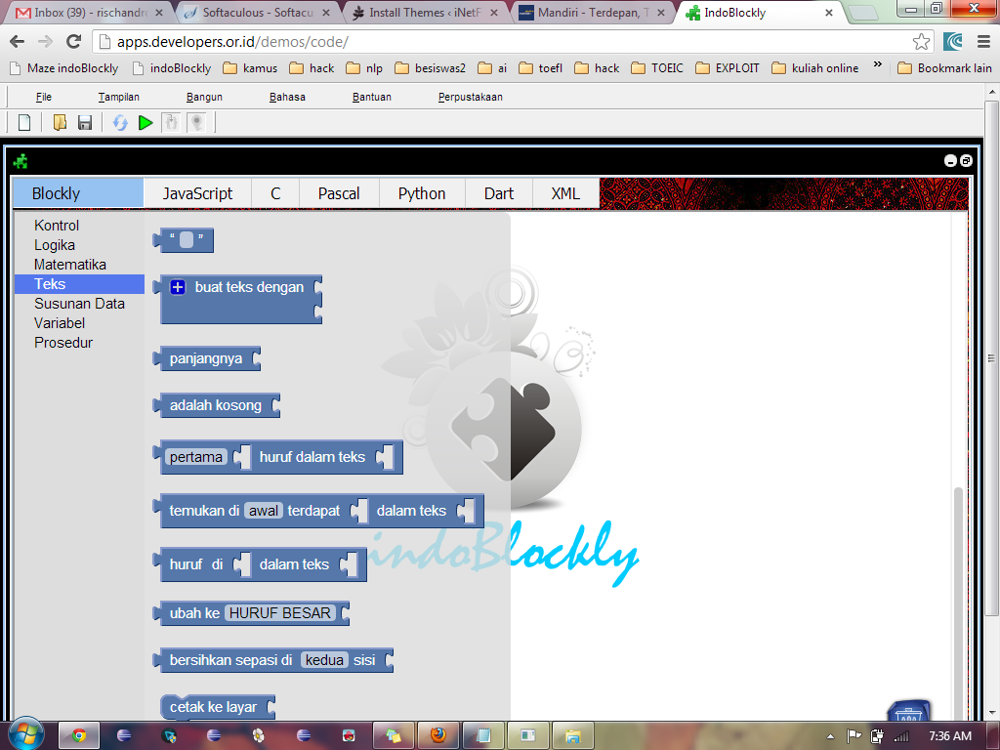 Inbox (39) - rischandr
Softaculous - Softacu
Install Themes ‹ iNetF
Mandiri - Terdepan, T
IndoBlockly
apps.developers.or.id/demos/code/
Maze indoBlockly
indoBlockly
kamus
hack
nlp
besiswas2
ai
toefl
hack
TOEIC
EXPLOIT
kuliah online
»
Bookmark lain
File
Tampilan
Bangun
Bahasa
Bantuan
Perpustakaan
Blockly
JavaScript
C
Pascal
Python
Dart
XML
Kontrol
Logika
Matematika
Teks
Susunan Data
Variabel
Prosedur
“ ”
buat teks dengan
panjangnya
adalah kosong
pertama huruf dalam teks
temukan di awal terdapat dalam teks
huruf di dalam teks
ubah ke HURUF BESAR
bersihkan sepasi di kedua sisi
cetak ke layar
indoBlockly
7:36 AM